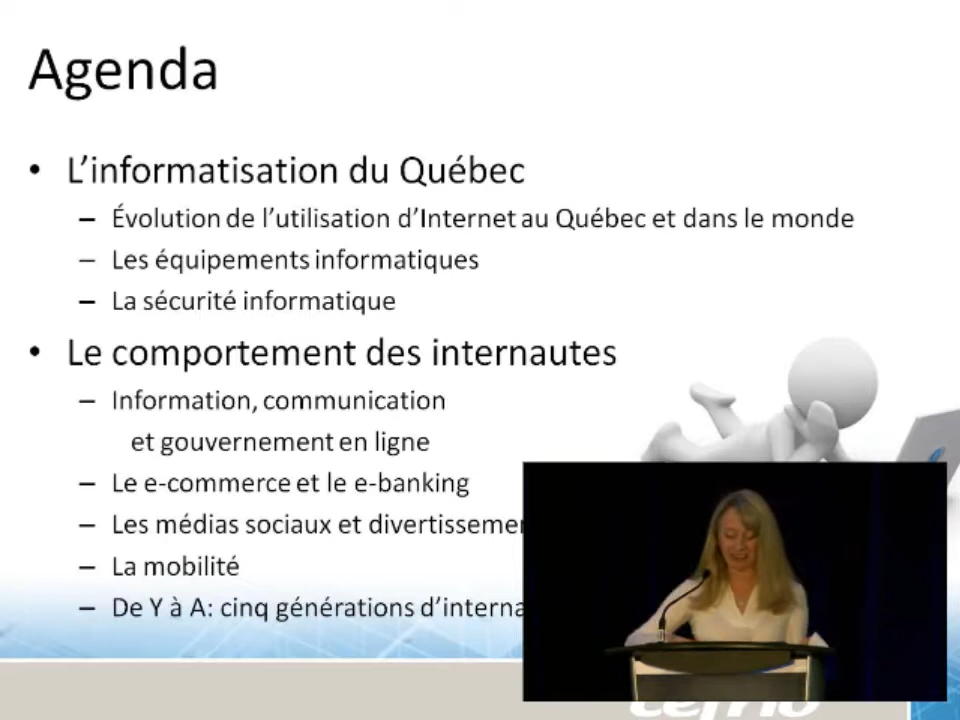 Agenda
• L'informatisation du Québec
– Évolution de l'utilisation d'Internet au Québec et dans le monde
– Les équipements informatiques
– La sécurité informatique
• Le comportement des internautes
– Information, communication
et gouvernement en ligne
– Le e-commerce et le e-banking
– Les médias sociaux et
– La mobilité
– De Y à A: cinq générations